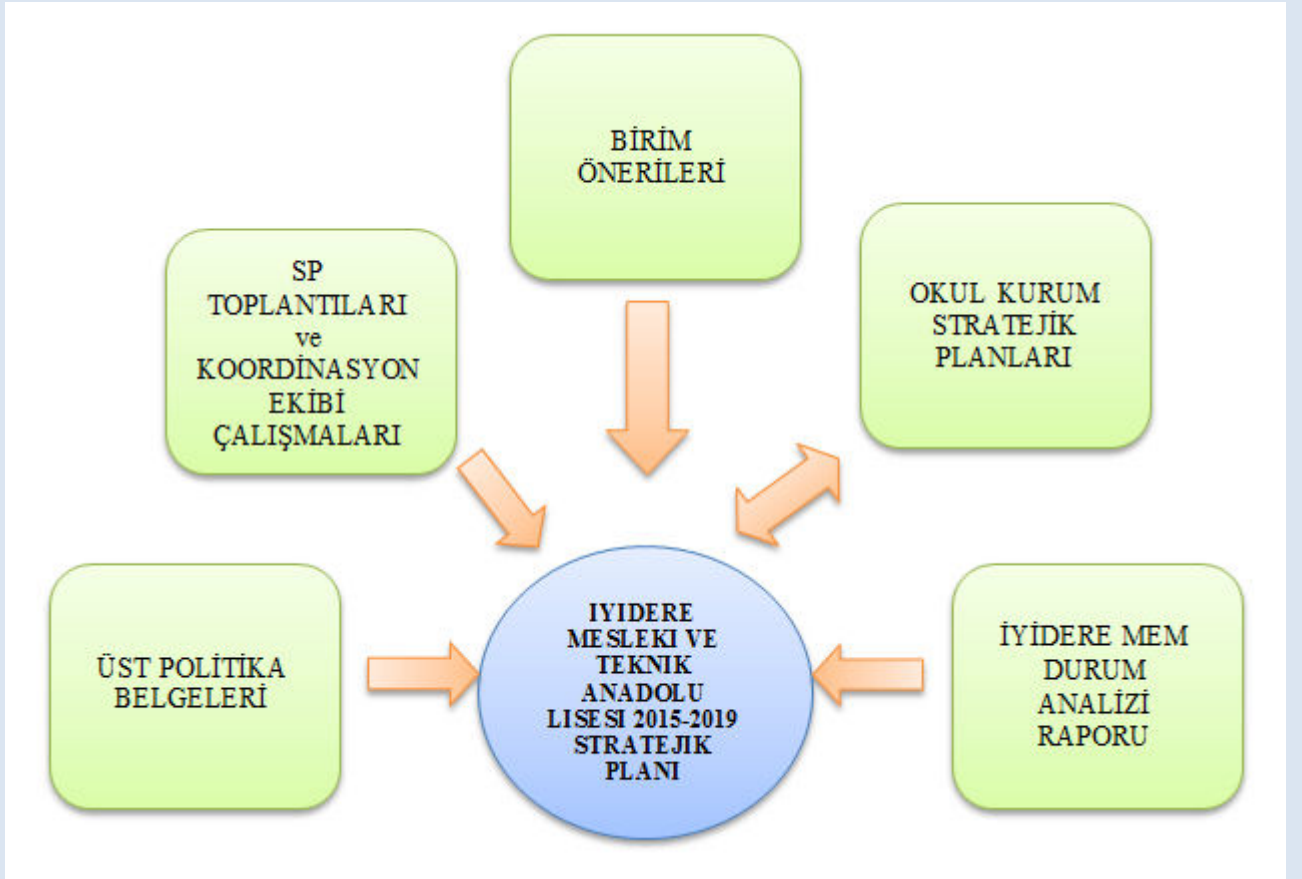 BİRİM
ÖNERİLERİ
SP
TOPLANTILARI
ve
KOORDİNASYON
EKİBİ
ÇALIŞMALARI
OKUL KURUM
STRATEJİK
PLANLARI
ÜST POLİTİKA
BELGELERİ
IYIDERE
MESLEKI VE
TEKNIK
ANADOLU
LISESI 2015-2019
STRATEJIK
PLANI
İYİDERE MEM
DURUM
ANALİZİ
RAPORU